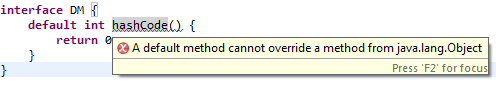 interface DM {
default int hashCode() {
return 0
A default method cannot override a method from java.lang.Object
Press 'F2' for focus
}
}